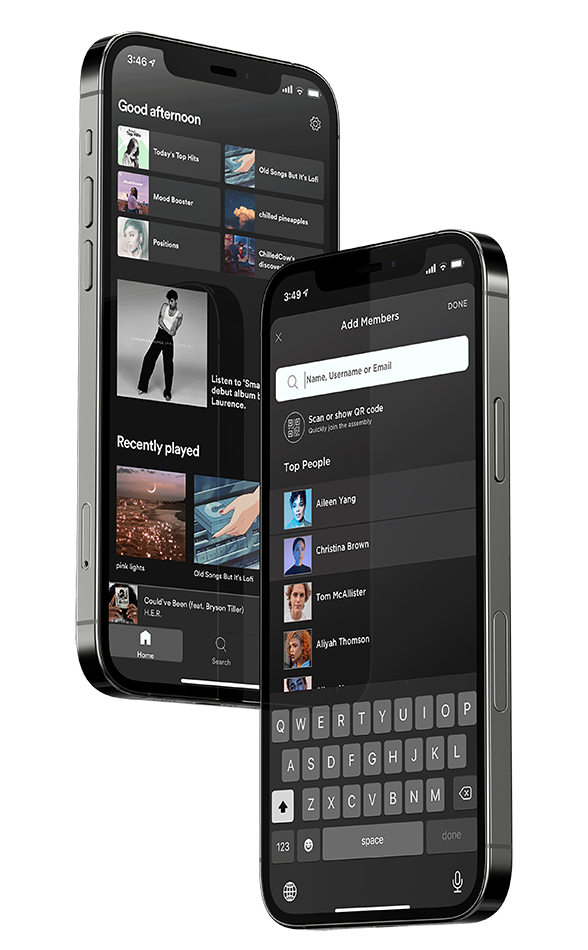 3:46
Good afternoon
Today's Top Hits
Old Songs But It's Lofi
Mood Booster
chilled pineapples
Positions
ChilledCow's
discove
Listen to 'Sma
debut album b
Laurence.
Recently played
pink lights
Old Songs But It's Lofi
Could've Been (feat. Bryson Tiller)
H.E.R.
Home
Search
3:49
Add Members
DONE
Name, Username or Email
Scan or show QR code
Quickly join the assembly
Top People
Aileen Yang
Christina Brown
Tom McAllister
Aliyah Thomson
Q W E R T Y U I O P
A S D F G H J K L
Z X C V B N M
123
space
done